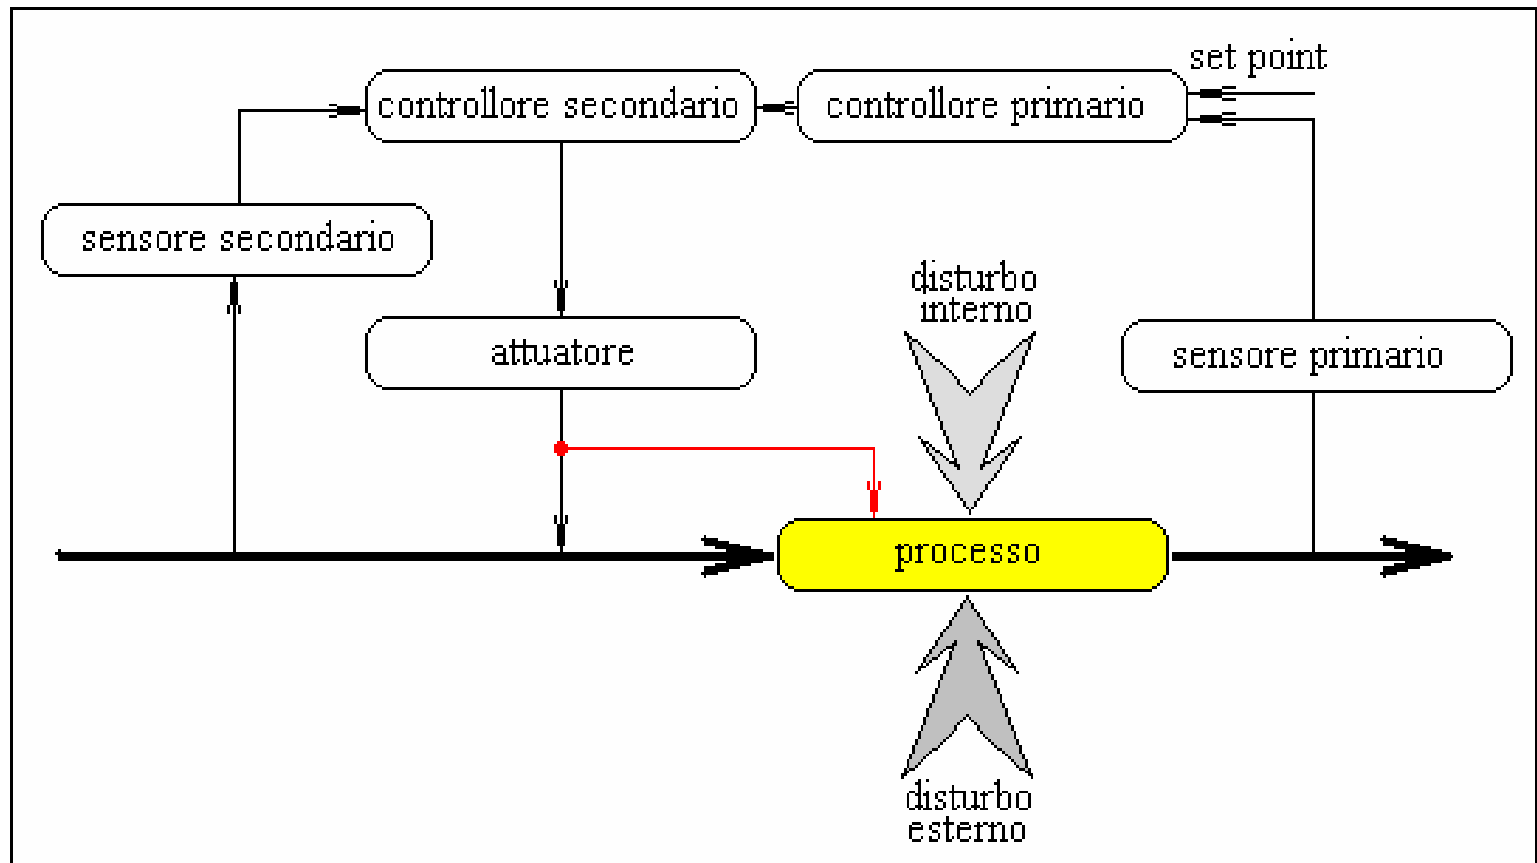 set point
controllore secondario
controllore primario
sensore secondario
disturbo
interno
attuatore
sensore primario
processo
disturbo
esterno